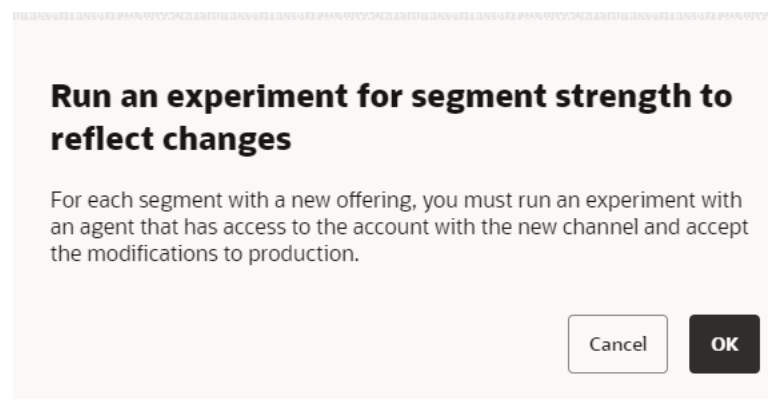 Run an experiment for segment strength to
reflect changes
For each segment with a new offering, you must run an experiment with
an agent that has access to the account with the new channel and accept
the modifications to production.
Cancel
OK